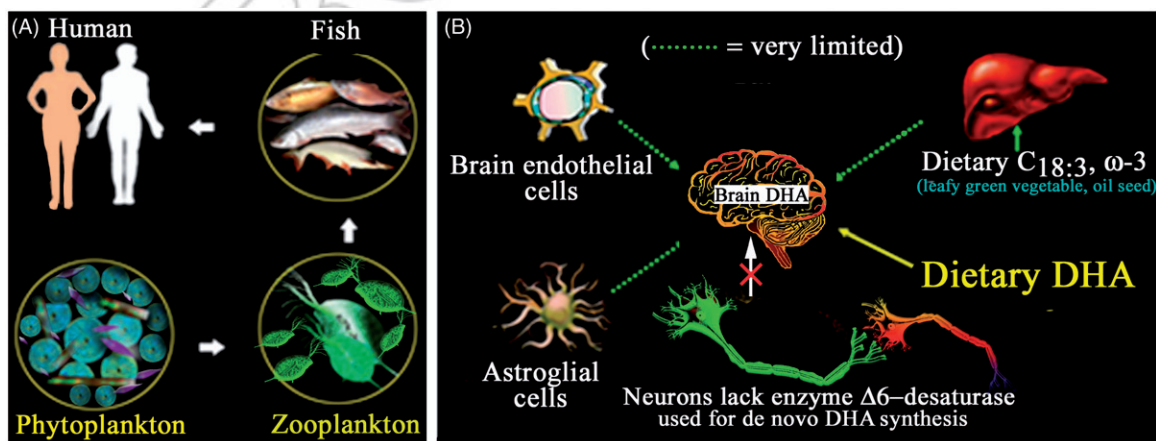 (A)
Human
Fish
Phytoplankton
Zooplankton
(B)
(........ = very limited)
Brain endothelial
cells
Dietary C18:3, ω-3
(leafy green vegetable, oil seed)
Brain DHA
Dietary DHA
Astroglial
cells
Neurons lack enzyme Δ6–desaturase
used for de novo DHA synthesis